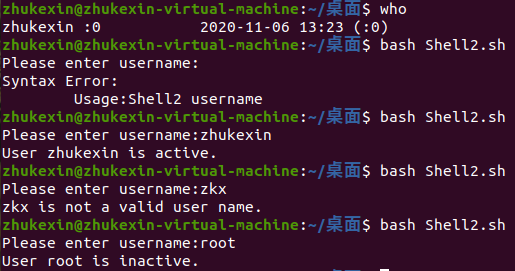 zhukexin@zhukexin-virtual-machine:~/桌面$ who
zhukexin :0           2020-11-06 13:23 (:0)
zhukexin@zhukexin-virtual-machine:~/桌面$ bash Shell2.sh
Please enter username:
Syntax Error:
        Usage:Shell2 username
zhukexin@zhukexin-virtual-machine:~/桌面$ bash Shell2.sh
Please enter username:zhukexin
User zhukexin is active.
zhukexin@zhukexin-virtual-machine:~/桌面$ bash Shell2.sh
Please enter username:zkx
zkx is not a valid user name.
zhukexin@zhukexin-virtual-machine:~/桌面$ bash Shell2.sh
Please enter username:root
User root is inactive.